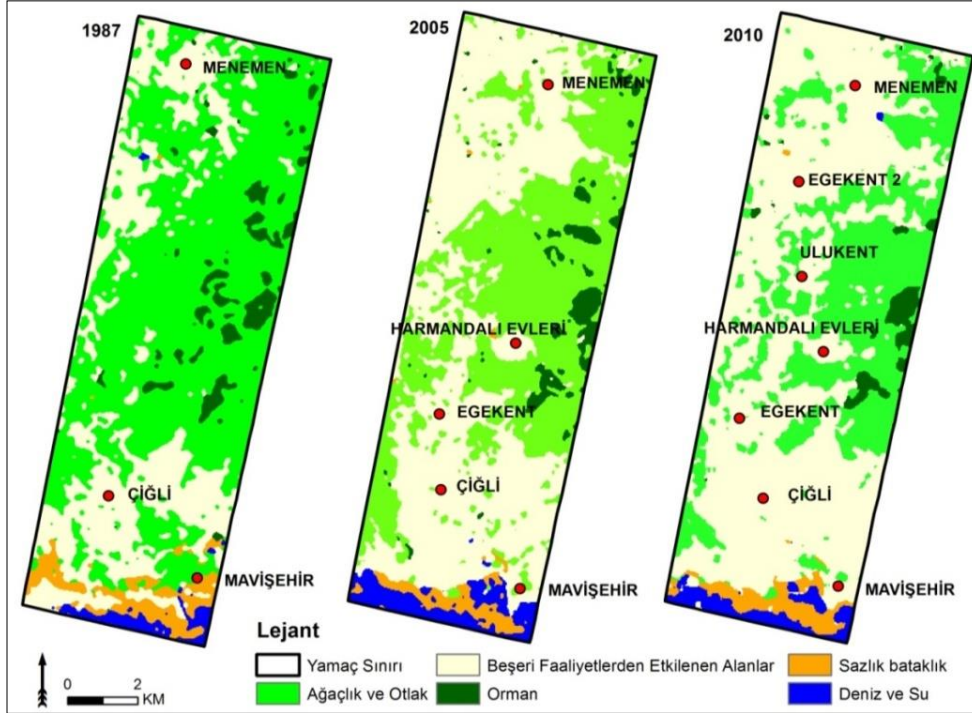 1987
MENEMEN
ÇİĞLİ
MAVİŞEHİR
2005
MENEMEN
HARMANDALI EVLERİ
EGEKENT
ÇİĞLİ
MAVİŞEHİR
2010
MENEMEN
EGEKENT 2
ULUKENT
HARMANDALI EVLERİ
EGEKENT
ÇİĞLİ
MAVİŞEHİR
Lejant
Yamaç Sınırı
Beşeri Faaliyetlerden Etkilenen Alanlar
Sazlık bataklık
Ağaçlık ve Otlak
Orman
Deniz ve Su
0 2
KM